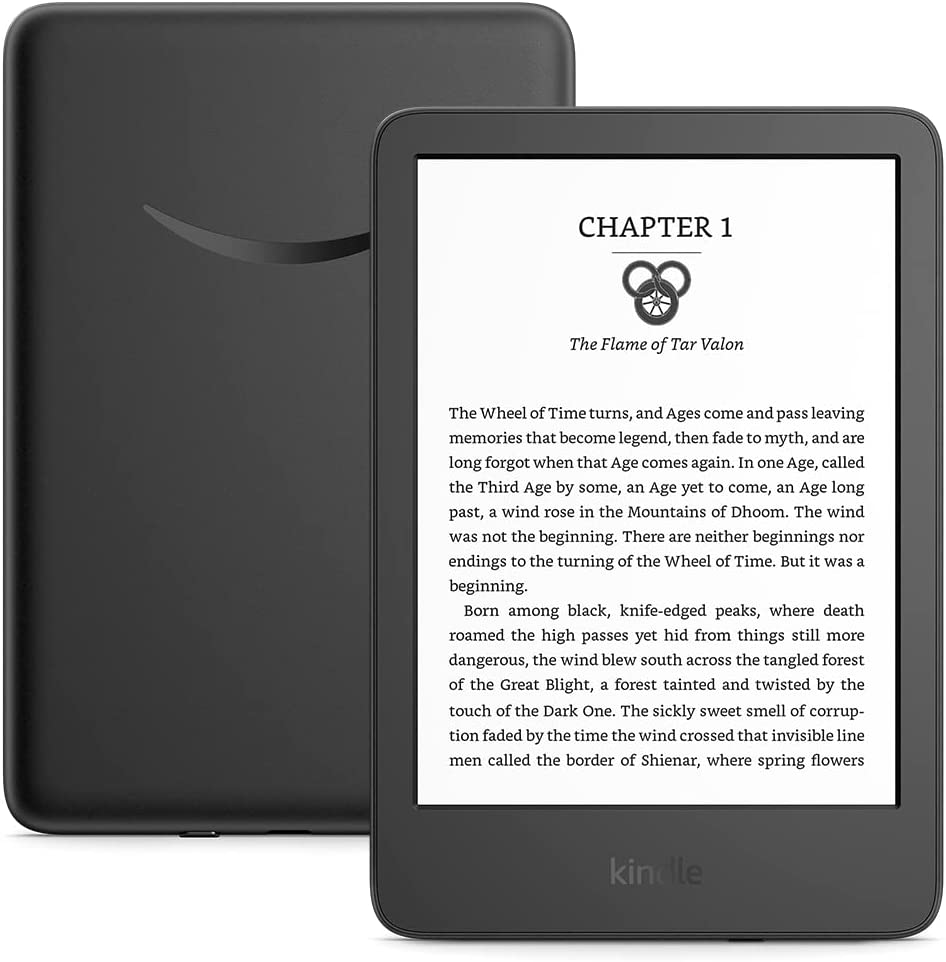 CHAPTER 1
The Flame of Tar Valon
The Wheel of Time turns, and Ages come and pass leaving
memories that become legend, then fade to myth, and are
long forgot when that Age comes again. In one Age, called
the Third Age by some, an Age yet to come, an Age long
past, a wind rose in the Mountains of Dhoom. The wind
was not the beginning. There are neither beginnings nor
endings to the turning of the Wheel of Time. But it was a
beginning.
Born among black, knife-edged peaks, where death
roamed the high passes yet hid from things still more
dangerous, the wind blew south across the tangled forest
of the Great Blight, a forest tainted and twisted by the
touch of the Dark One. The sickly sweet smell of corrup-
tion faded by the time the wind crossed that invisible line
men called the border of Shienar, where spring flowers
kindle